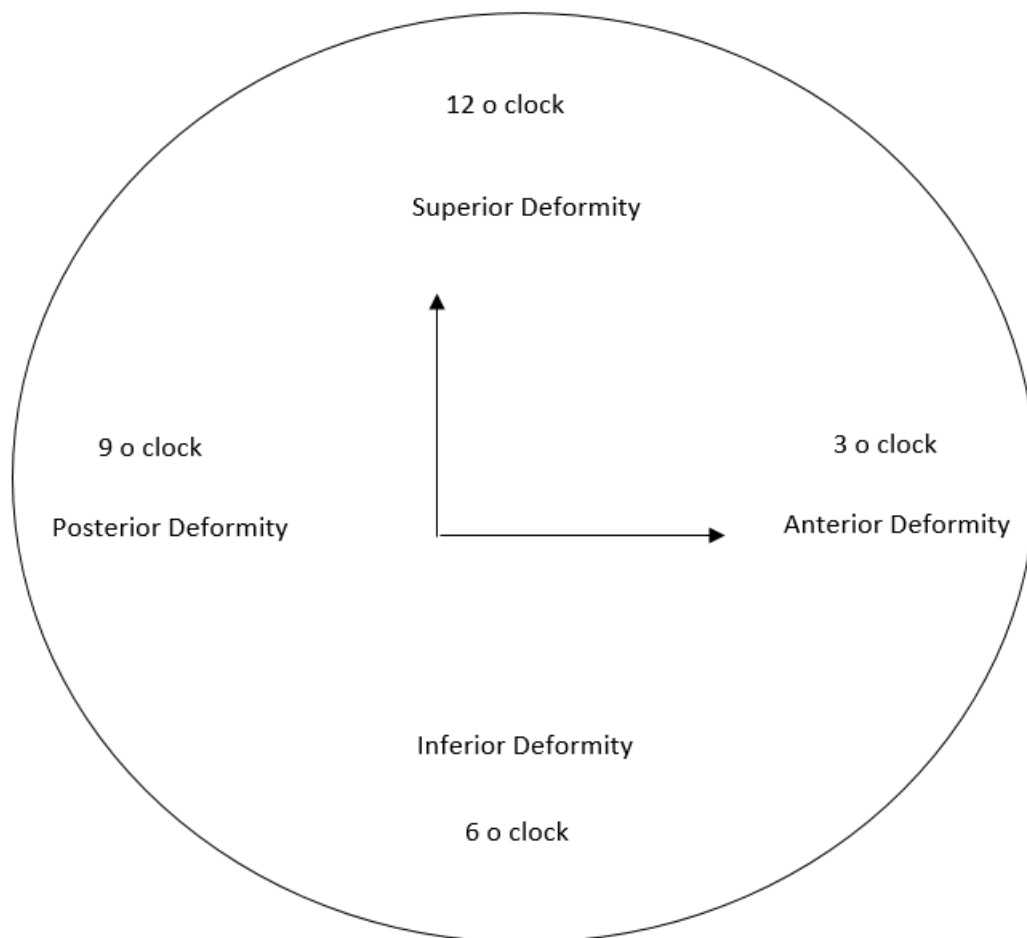 12 o clock
Superior Deformity
9 o clock
3 o clock
Posterior Deformity
Anterior Deformity
Inferior Deformity
6 o clock